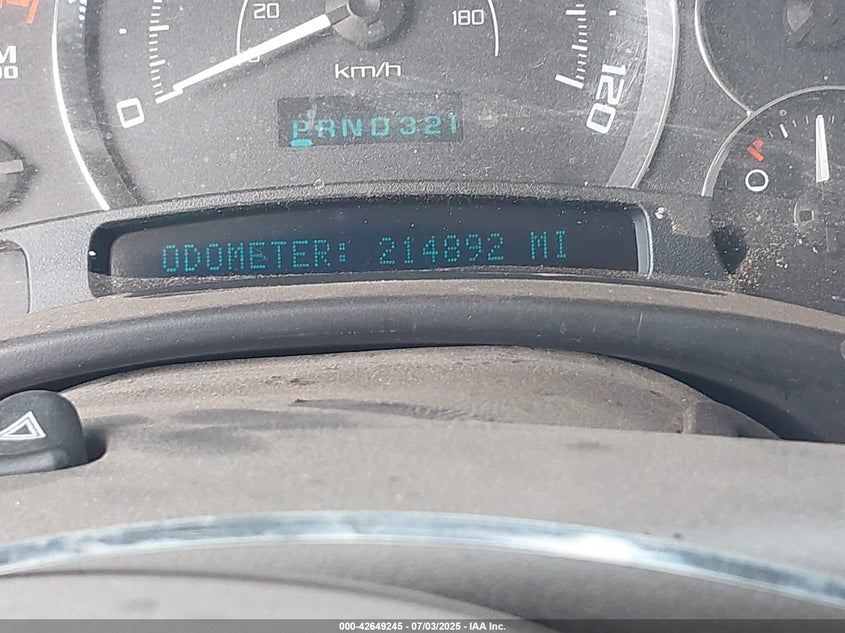 20
180
km/h
0
120
PRND321
ODOMETER: 214892 MI
000-42649245 - 07/03/2025 - IAA Inc.